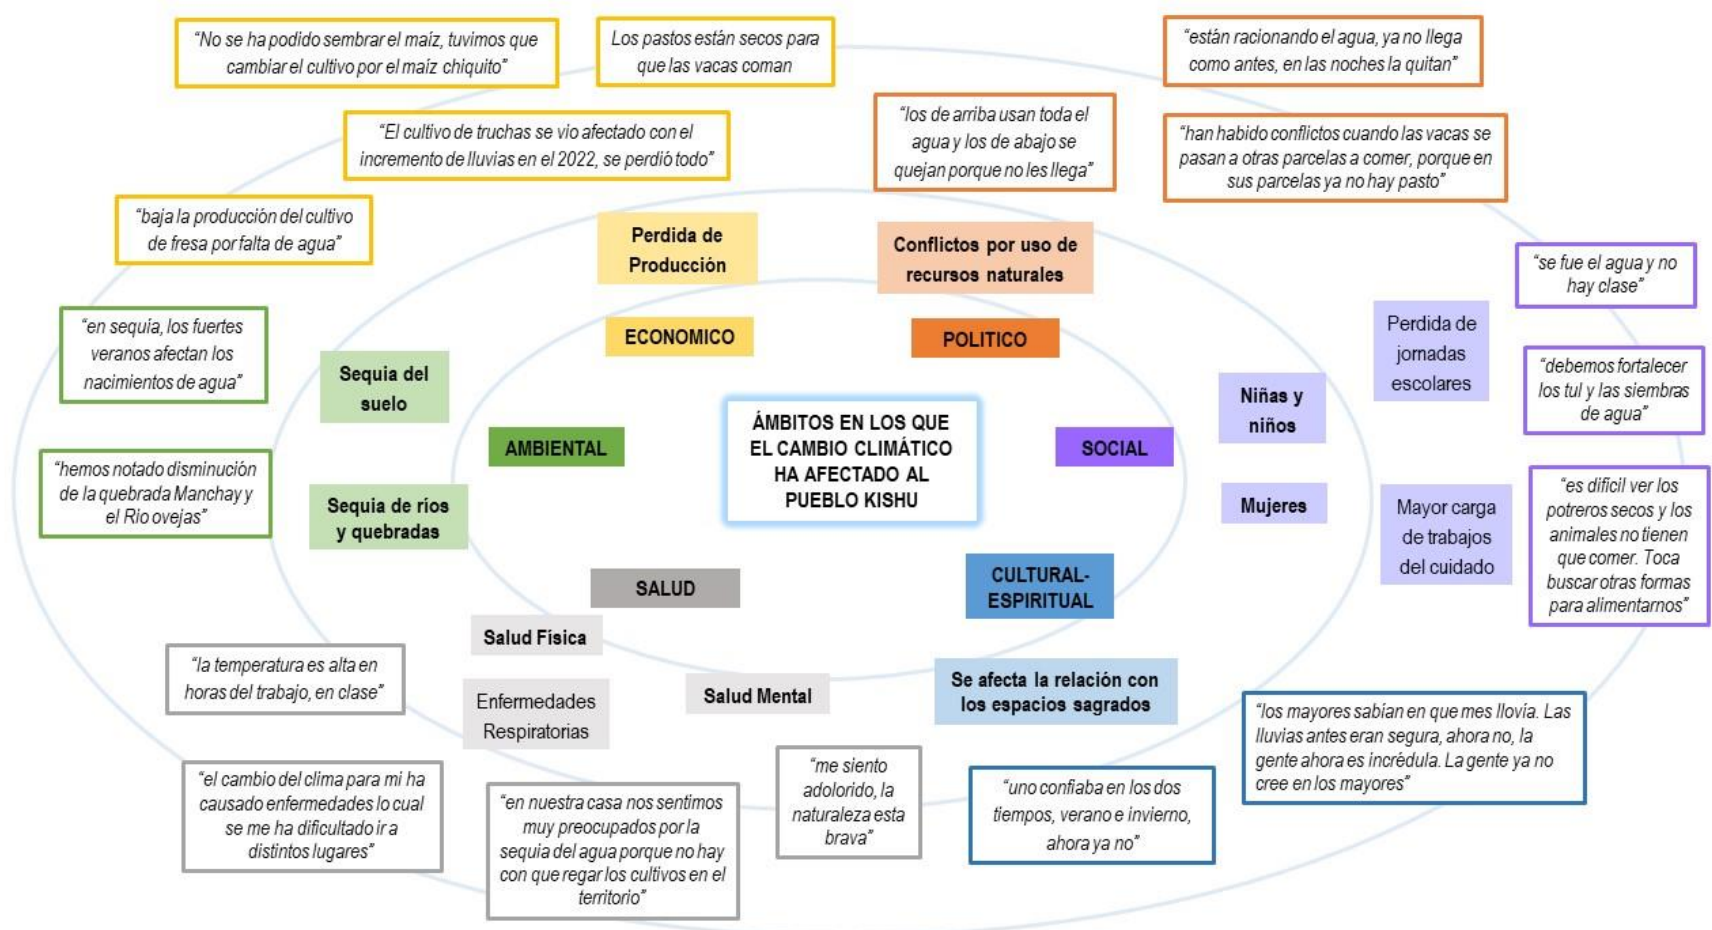 “No se ha podido sembrar el maíz, tuvimos que
cambiar el cultivo por el maíz chiquito”
Los pastos están secos para
que las vacas coman
“están racionando el agua, ya no llega
como antes, en las noches la quitan”
“El cultivo de truchas se vio afectado con el
incremento de lluvias en el 2022, se perdió todo”
“los de arriba usan toda el
agua y los de abajo se
quejan porque no les llega”
“han habido conflictos cuando las vacas se
pasan a otras parcelas a comer, porque en
sus parcelas ya no hay pasto”
“baja la producción del cultivo
de fresa por falta de agua”
Perdida de
Producción
Conflictos por uso de
recursos naturales
“se fue el agua y no
hay clase”
“en sequía, los fuertes
veranos afectan los
nacimientos de agua”
ECONOMICO
POLITICO
Perdida de
jornadas
escolares
Sequia del
suelo
“debemos fortalecer
los tul y las siembras
de agua”
Niñas y
niños
ÁMBITOS EN LOS QUE
EL CAMBIO CLIMÁTICO
HA AFECTADO AL
PUEBLO KISHU
AMBIENTAL
SOCIAL
“hemos notado disminución
de la quebrada Manchay y
el Rio ovejas”
Sequia de ríos
y quebradas
Mujeres
Mayor carga
de trabajos
del cuidado
“es difícil ver los
potreros secos y los
animales no tienen
que comer. Toca
buscar otras formas
para alimentarnos”
SALUD
CULTURAL-
ESPIRITUAL
Salud Física
“la temperatura es alta en
horas del trabajo, en clase”
Enfermedades
Respiratorias
Salud Mental
Se afecta la relación con
los espacios sagrados
“los mayores sabían en que mes llovía. Las
lluvias antes eran segura, ahora no, la
gente ahora es incrédula. La gente ya no
cree en los mayores”
“el cambio del clima para mi ha
causado enfermedades lo cual
se me ha dificultado ir a
distintos lugares”
“en nuestra casa nos sentimos
muy preocupados por la
sequia del agua porque no hay
con que regar los cultivos en el
territorio”
“me siento
adolorido, la
naturaleza esta
brava”
“uno confiaba en los dos
tiempos, verano e invierno,
ahora ya no”